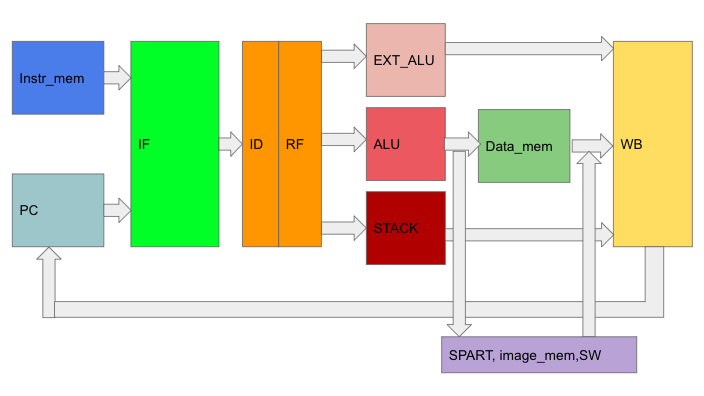 Instr_mem
PC
IF
ID
RF
EXT_ALU
ALU
STACK
Data_mem
WB
SPART, image_mem,SW